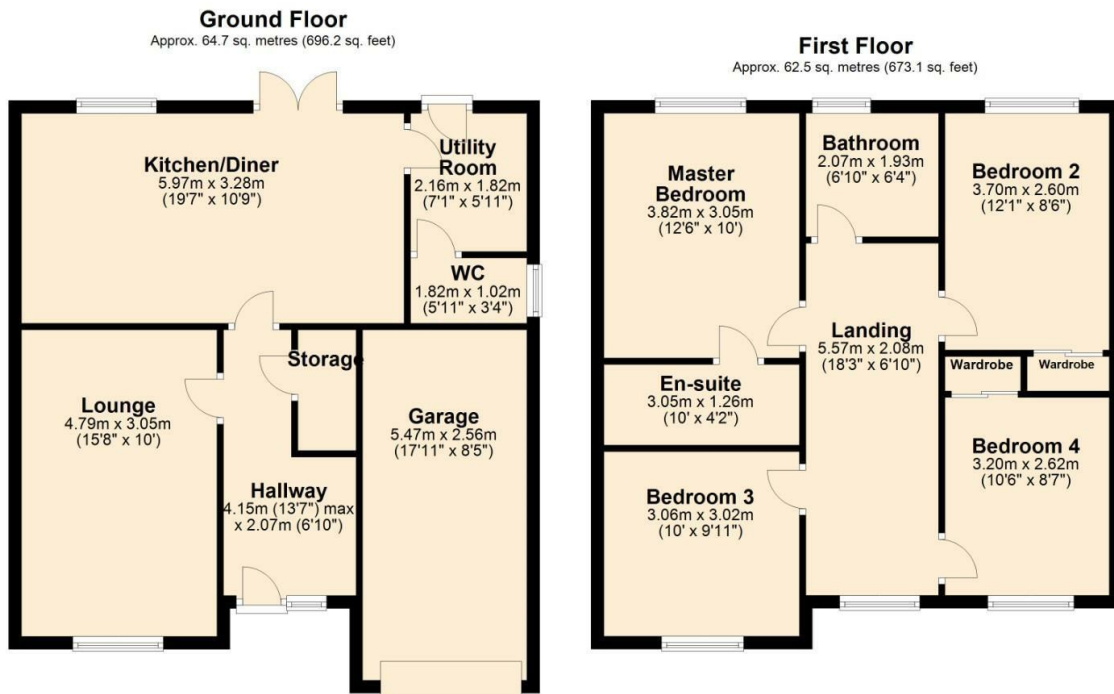 Ground Floor
Approx. 64.7 sq. metres (696.2 sq. feet)
Kitchen/Diner
5.97m x 3.28m
(19'7" x 10'9")
Utility
Room
2.16m x 1.82m
(7'1" x 5'11")
WC
1.82m x 1.02m
(5'11" x 3'4")
Storage
Lounge
4.79m x 3.05m
(15'8" x 10')
Garage
5.47m x 2.56m
(17'11" x 8'5")
Hallway
4.15m (13'7") max
x 2.07m (6'10")
First Floor
Approx. 62.5 sq. metres (673.1 sq. feet)
Master
Bedroom
3.82m x 3.05m
(12'6" x 10')
Bathroom
2.07m x 1.93m
(6'10" x 6'4")
Bedroom 2
3.70m x 2.60m
(12'1" x 8'6")
Landing
5.57m x 2.08m
(18'3" x 6'10")
Wardrobe
Wardrobe
En-suite
3.05m x 1.26m
(10' x 4'2")
Bedroom 3
3.06m x 3.02m
(10' x 9'11")
Bedroom 4
3.20m x 2.62m
(10'6" x 8'7")